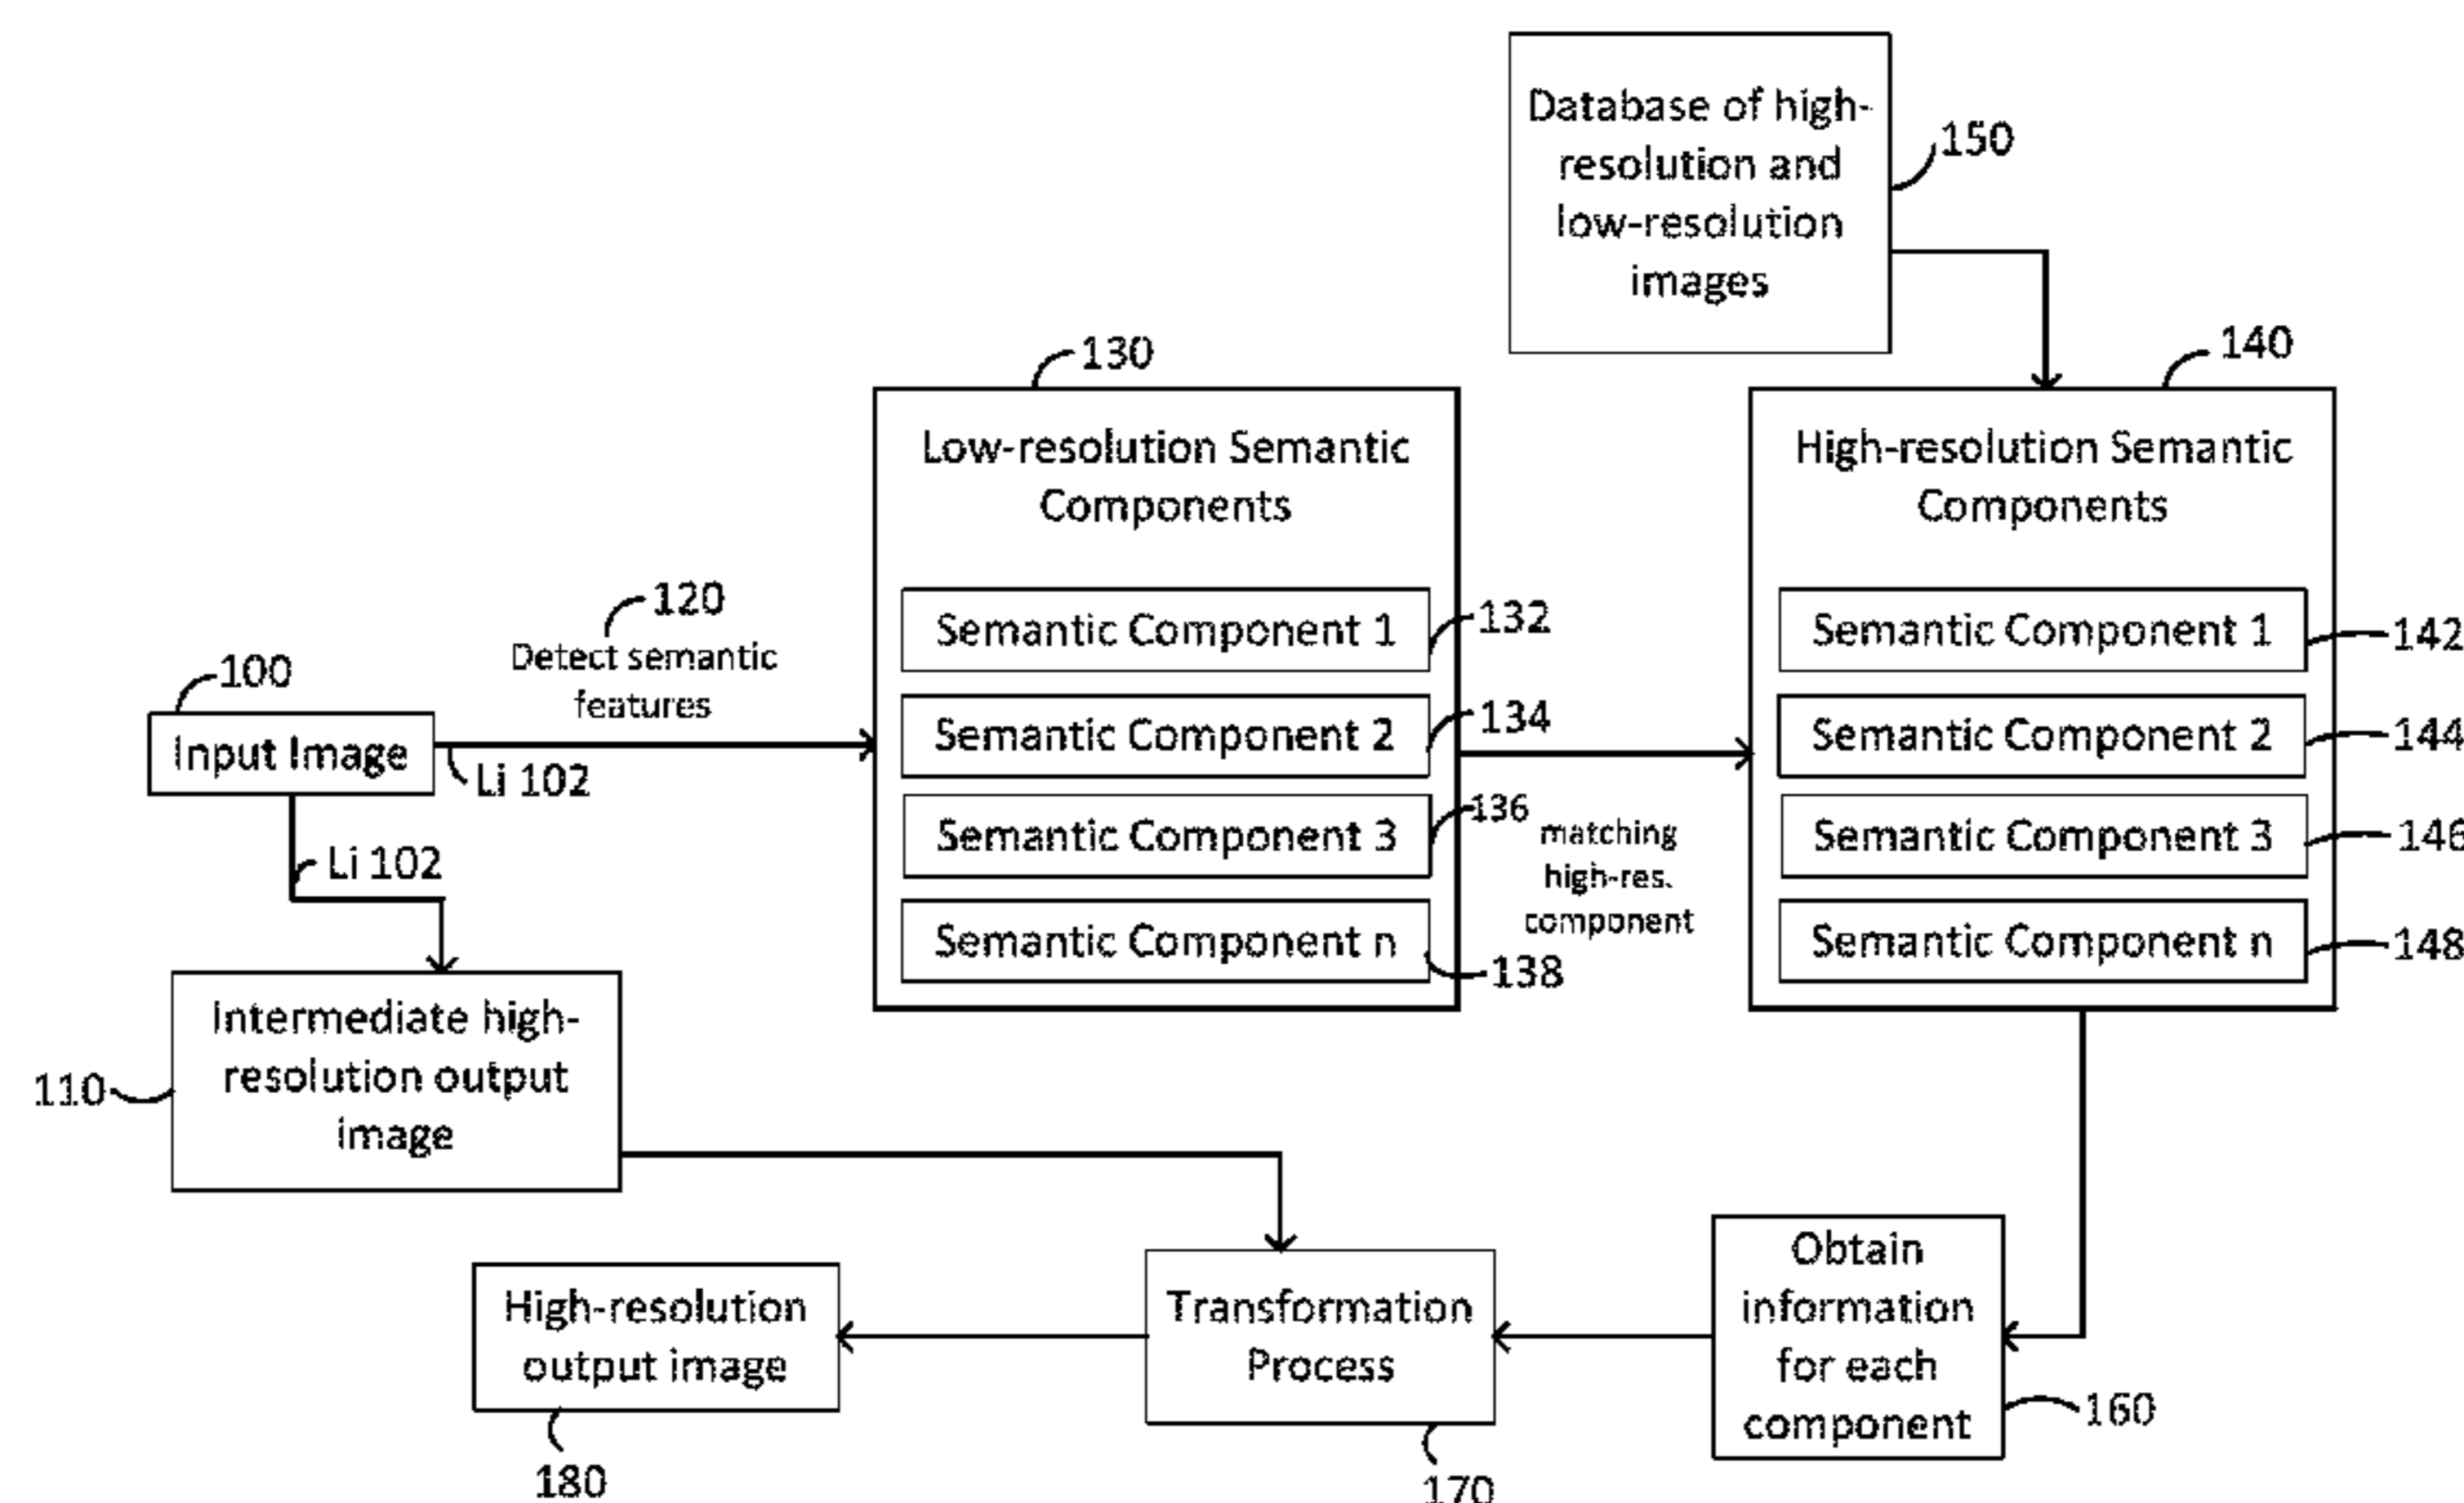 Database of high-
resolution and
low-resolution
images
150
130
Low-resolution Semantic
Components
Semantic Component 1
132
Semantic Component 2
134
Semantic Component 3
136
Semantic Component n
138
140
High-resolution Semantic
Components
Semantic Component 1
142
Semantic Component 2
144
Semantic Component 3
146
Semantic Component n
148
120
Detect semantic
features
100
Input Image
Li 102
Li 102
matching
high-res.
component
Intermediate high-
resolution output
image
110
High-resolution
output image
180
Transformation
Process
170
Obtain
information
for each
component
160